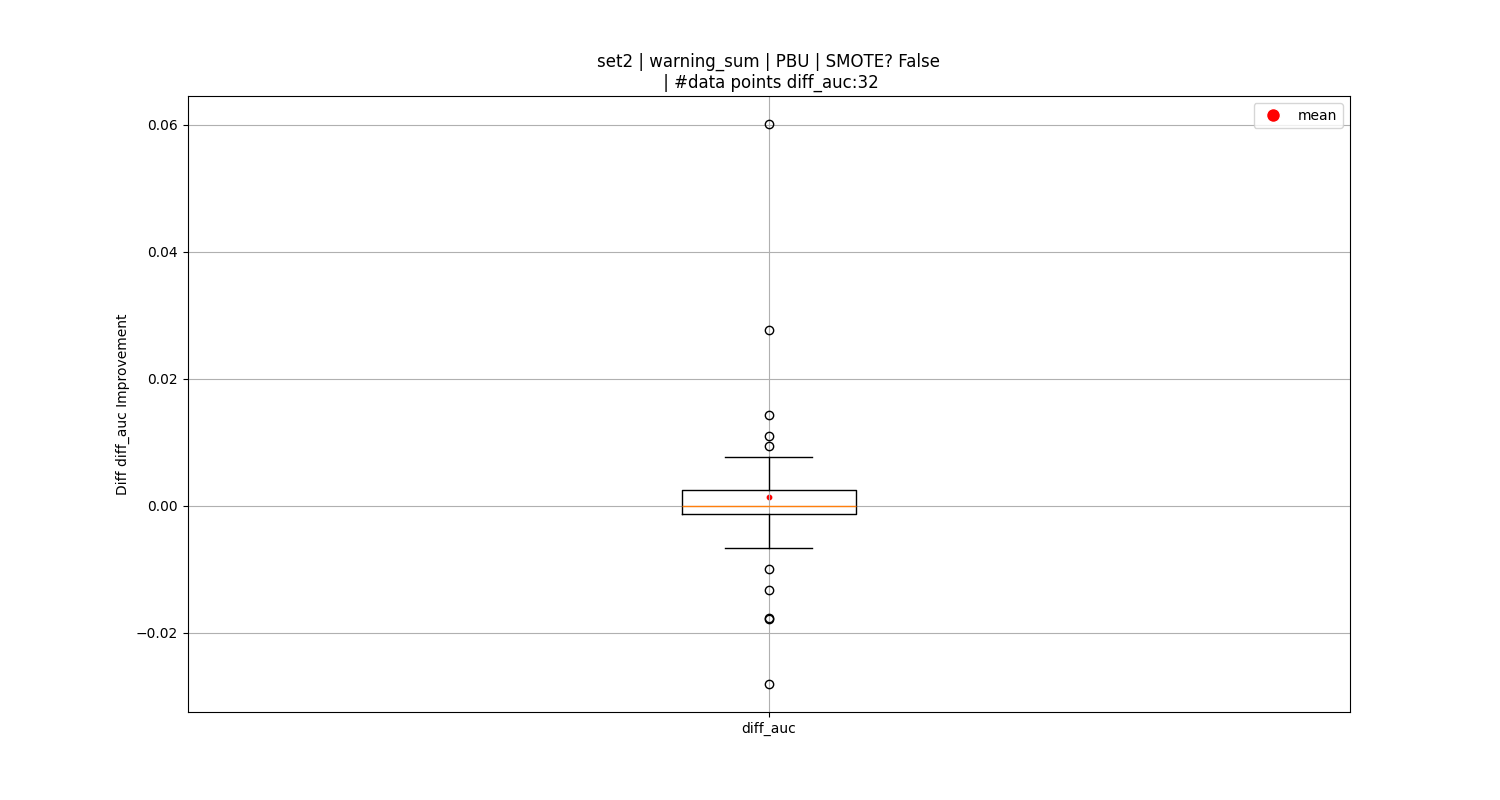 set2 | warning_sum | PBU | SMOTE? False
| #data points diff_auc:32
mean
0.06
0.04
0.02
0.00
−0.02
Diff diff_auc Improvement
diff_auc